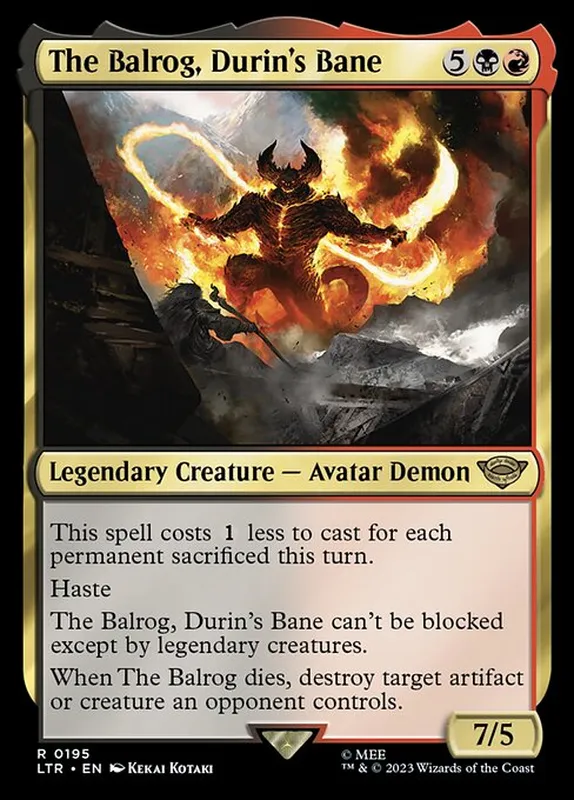 The Balrog, Durin's Bane 5
Legendary Creature — Avatar Demon
This spell costs 1 less to cast for each
permanent sacrificed this turn.
Haste
The Balrog, Durin's Bane can't be blocked
except by legendary creatures.
When The Balrog dies, destroy target artifact
or creature an opponent controls.
7/5
R 0195
LTR • EN Kekai Kotaki
© MEE
™ & © 2023 Wizards of the Coast